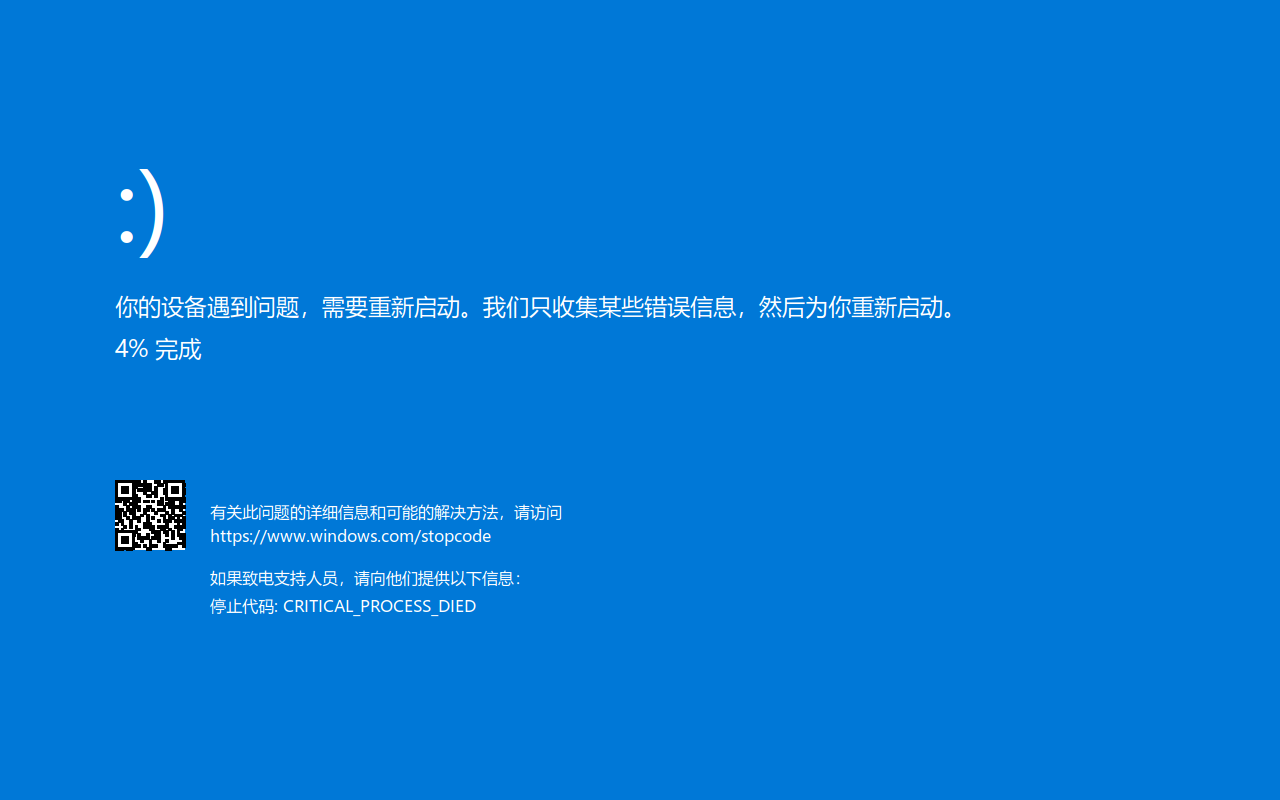 :)
你的设备遇到问题，需要重新启动。我们只收集某些错误信息，然后为你重新启动。
4% 完成
有关此问题的详细信息和可能的解决方法，请访问
https://www.windows.com/stopcode
如果致电支持人员，请向他们提供以下信息：
停止代码: CRITICAL_PROCESS_DIED